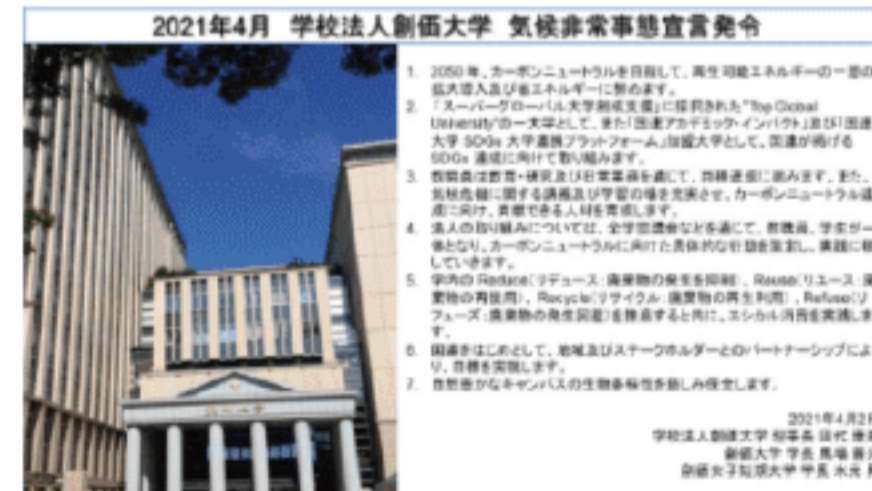 2021年4月 学校法人創価大学 気候非常事態宣言発令
1. 2050年、カーボンニュートラルを目指して、再生可能エネルギーの一層の
拡大導入及び省エネルギーに努めます。
2. 「スーパーグローバル大学創成支援」に採択された"Top Global
University"の一大学として、また「国連アカデミック・インパクト」及び「国連
大学 SDGs 大学連携プラットフォーム」加盟大学として、国連が掲げる
SDGs 達成に向けて取り組みます。
3. 教職員は教育・研究及び日常業務を通じて、目標達成に励みます。また、
気候危機に関する講義及び学習の場を充実させ、カーボンニュートラル達
成に向け、貢献できる人材を育成します。
4. 法人の取り組みについては、全学協議会などを通じて、教職員、学生が一
体となり、カーボンニュートラルに向けた具体的な行動を策定し、実践に移
していきます。
5. 学内の Reduce(リデュース:廃棄物の発生を抑制)、Reuse(リユース:廃
棄物の再使用)、Recycle(リサイクル:廃棄物の再生利用)、Refuse(リ
フューズ:廃棄物の発生回避)を推進すると共に、エシカル消費を実践しま
す。
6. 国連をはじめとして、地域及びステークホルダーとのパートナーシップによ
り、目標を実現します。
7. 自然豊かなキャンパスの生物多様性を親しみ保全します。
2021年4月2日
学校法人創価大学 理事長 田代
創価大学 学長 馬場
創価女子短期大学 学長 水元